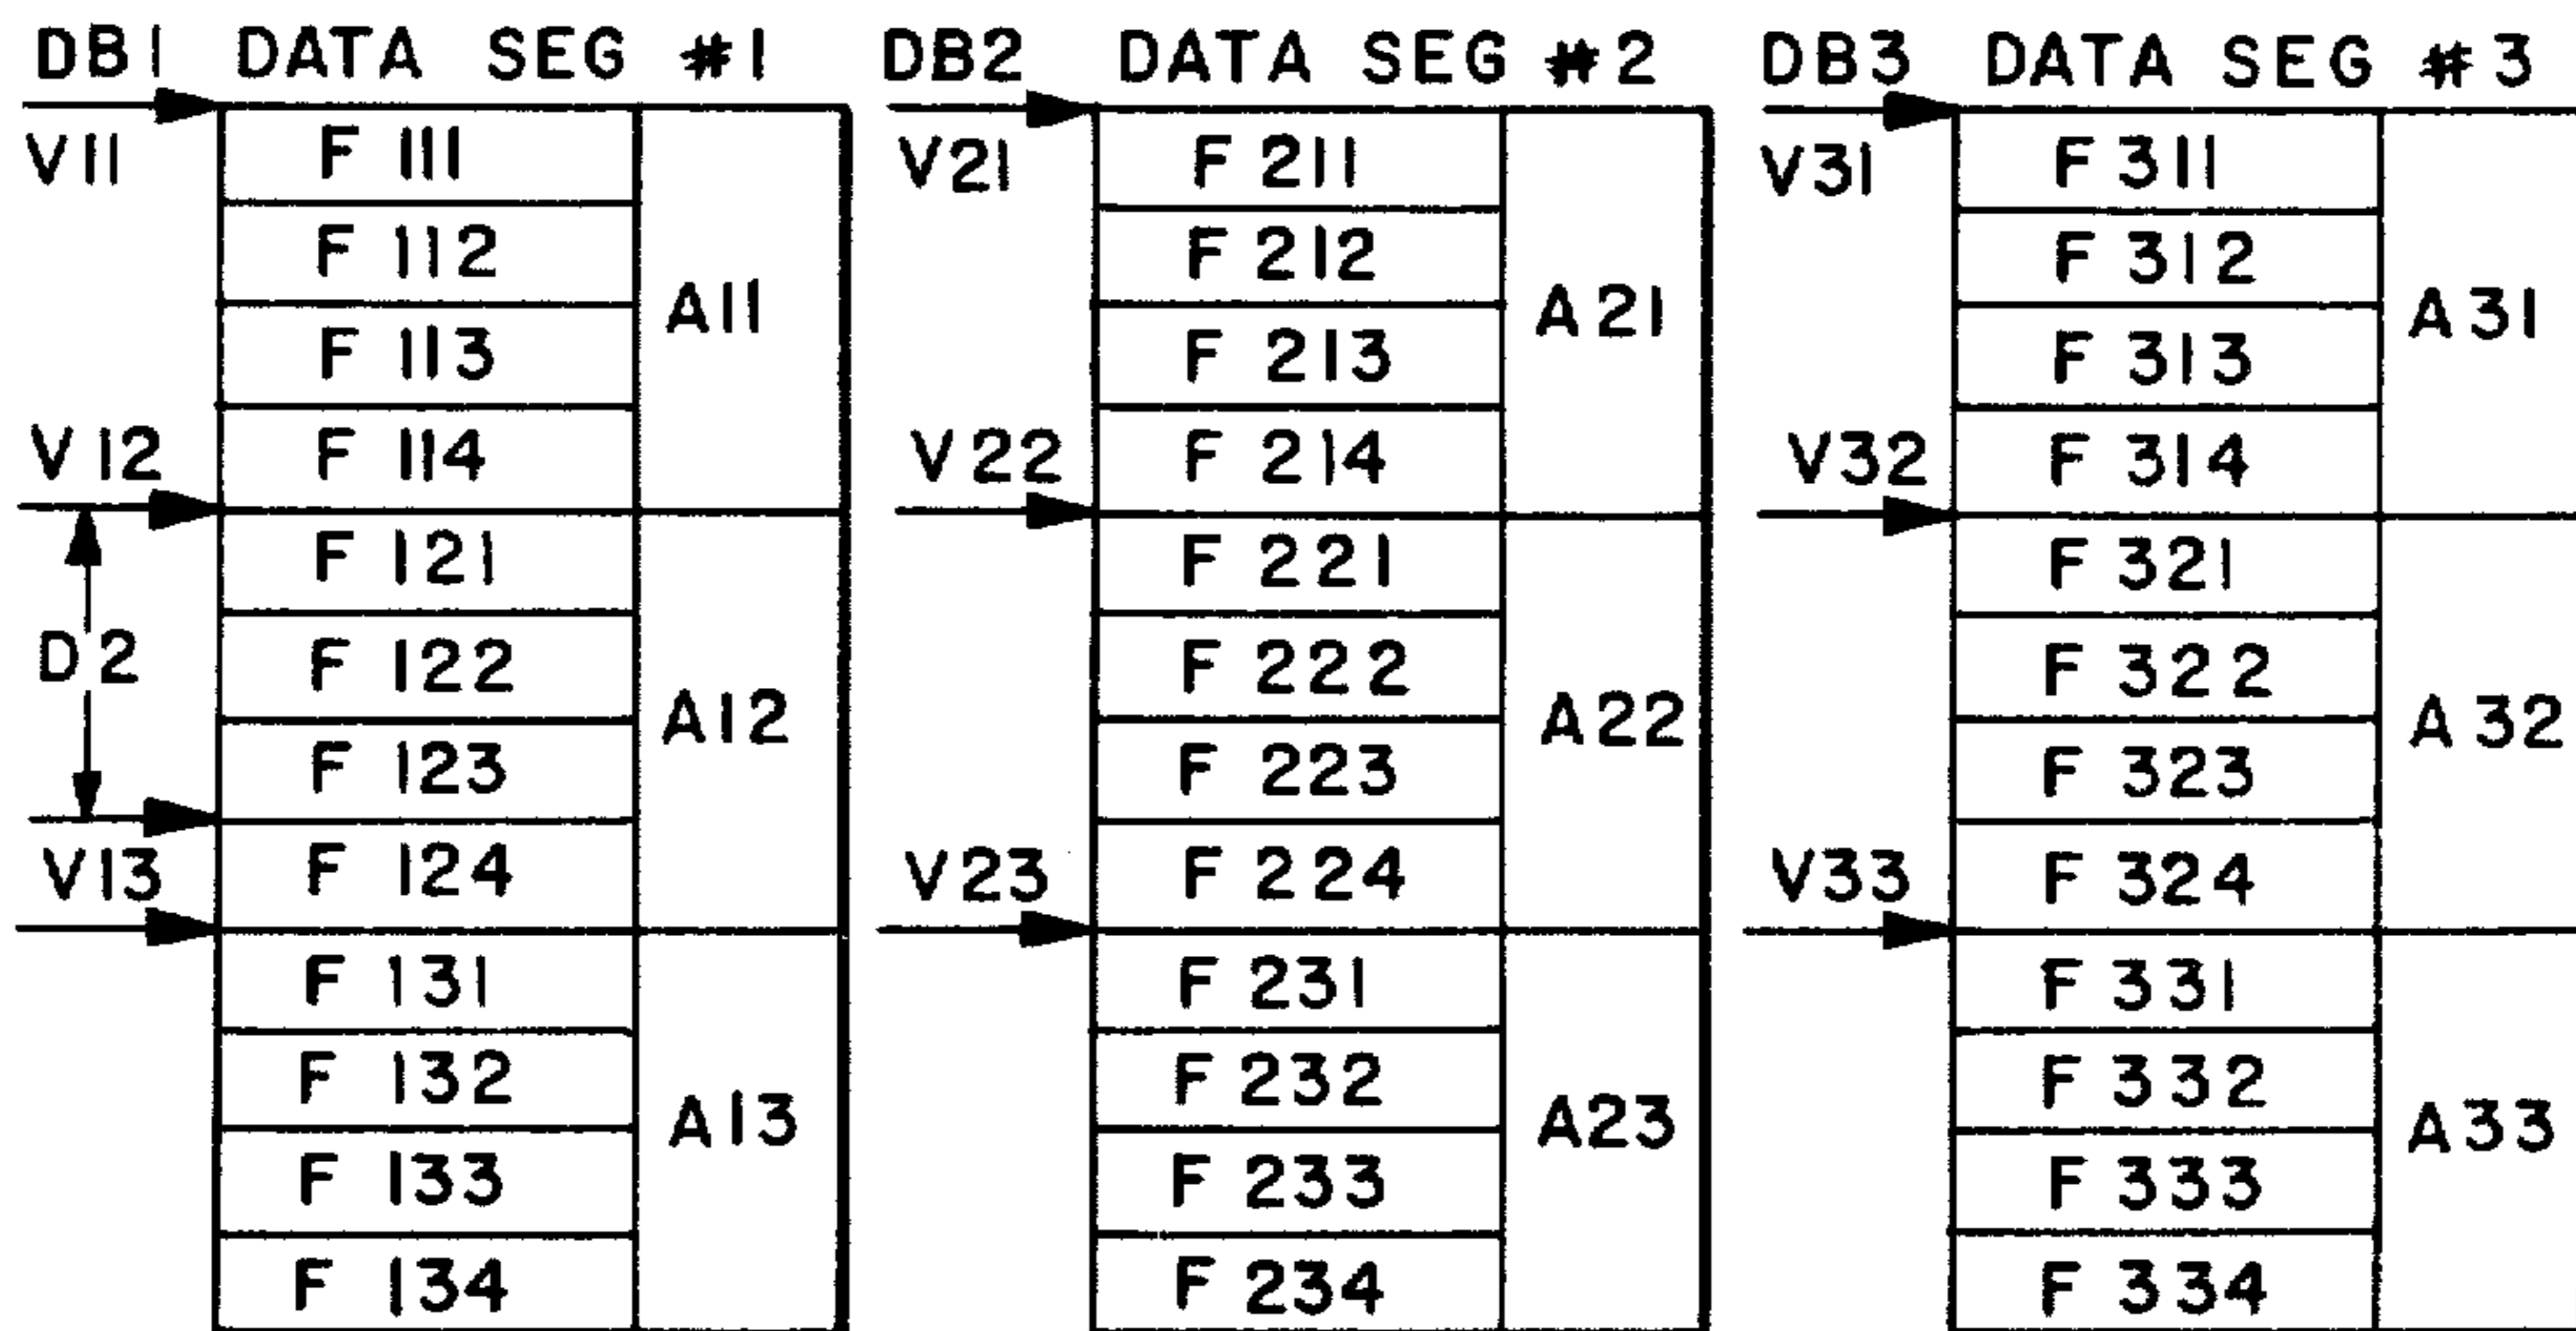 DB1 DATA SEG #1 DB2 DATA SEG #2 DB3 DATA SEG #3
V11 F 111 V21 F 211 V31 F 311
F 112 F 212 F 312
A11 A21 A31
F 113 F 213 F 313
V12 F 114 V22 F 214 V32 F 314
F 121 F 221 F 321
D2 F 122 F 222 F 322
A12 A22 A32
F 123 F 223 F 323
V13 F 124 V23 F 224 V33 F 324
F 131 F 231 F 331
F 132 F 232 F 332
A13 A23 A33
F 133 F 233 F 333
F 134 F 234 F 334